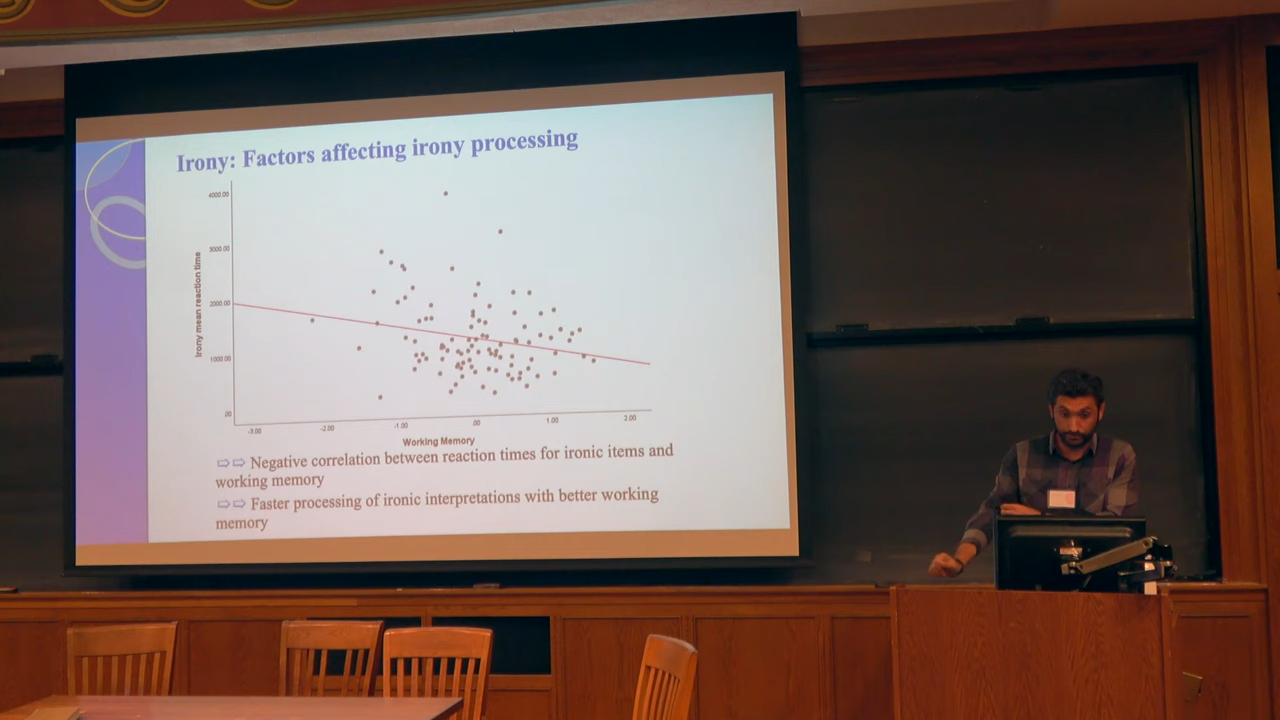 Irony: Factors affecting irony processing
4000.00
3000.00
2000.00
1000.00
.00
Irony mean reaction time
-3.00 -2.00 -1.00 .00 1.00 2.00
Working Memory
⇨⇨ Negative correlation between reaction times for ironic items and
working memory
⇨⇨ Faster processing of ironic interpretations with better working
memory